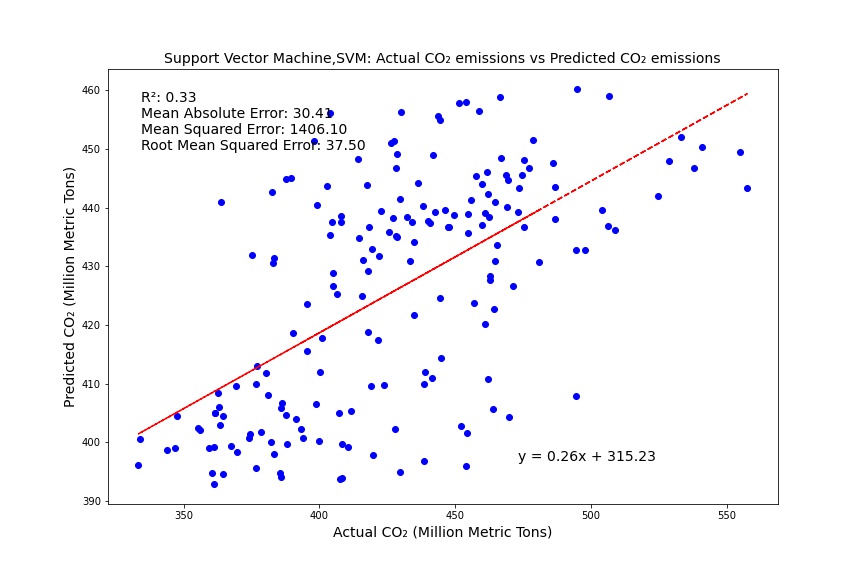 Support Vector Machine,SVM: Actual CO₂ emissions vs Predicted CO₂ emissions
R²: 0.33
Mean Absolute Error: 30.41
Mean Squared Error: 1406.10
Root Mean Squared Error: 37.50
460
450
440
430
420
410
400
390
Predicted CO₂ (Million Metric Tons)
y = 0.26x + 315.23
350 400 450 500 550
Actual CO₂ (Million Metric Tons)